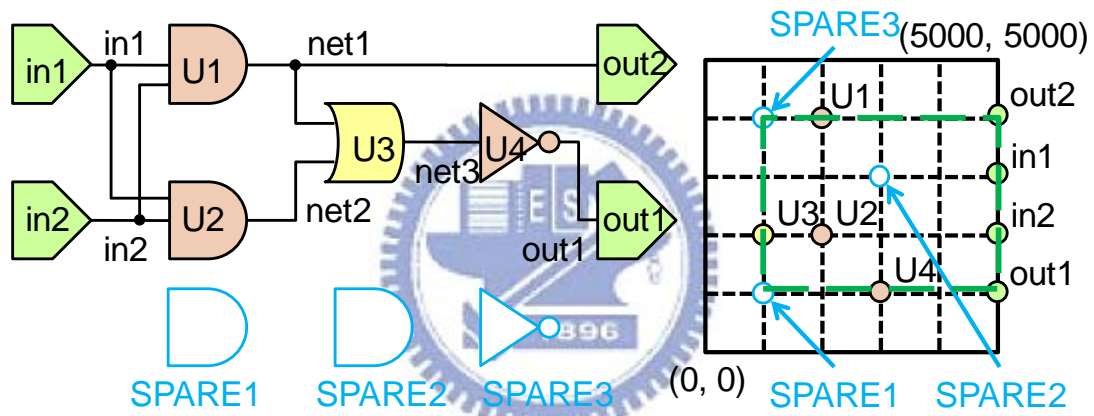 in1
in1
U1
net1
out2
U3
net3
U4
in2
in2
U2
net2
out1
out1
SPARE1
SPARE2
SPARE3
1896
SPARE3
(5000, 5000)
U1
out2
in1
U3
U2
in2
U4
out1
(0, 0)
SPARE1
SPARE2